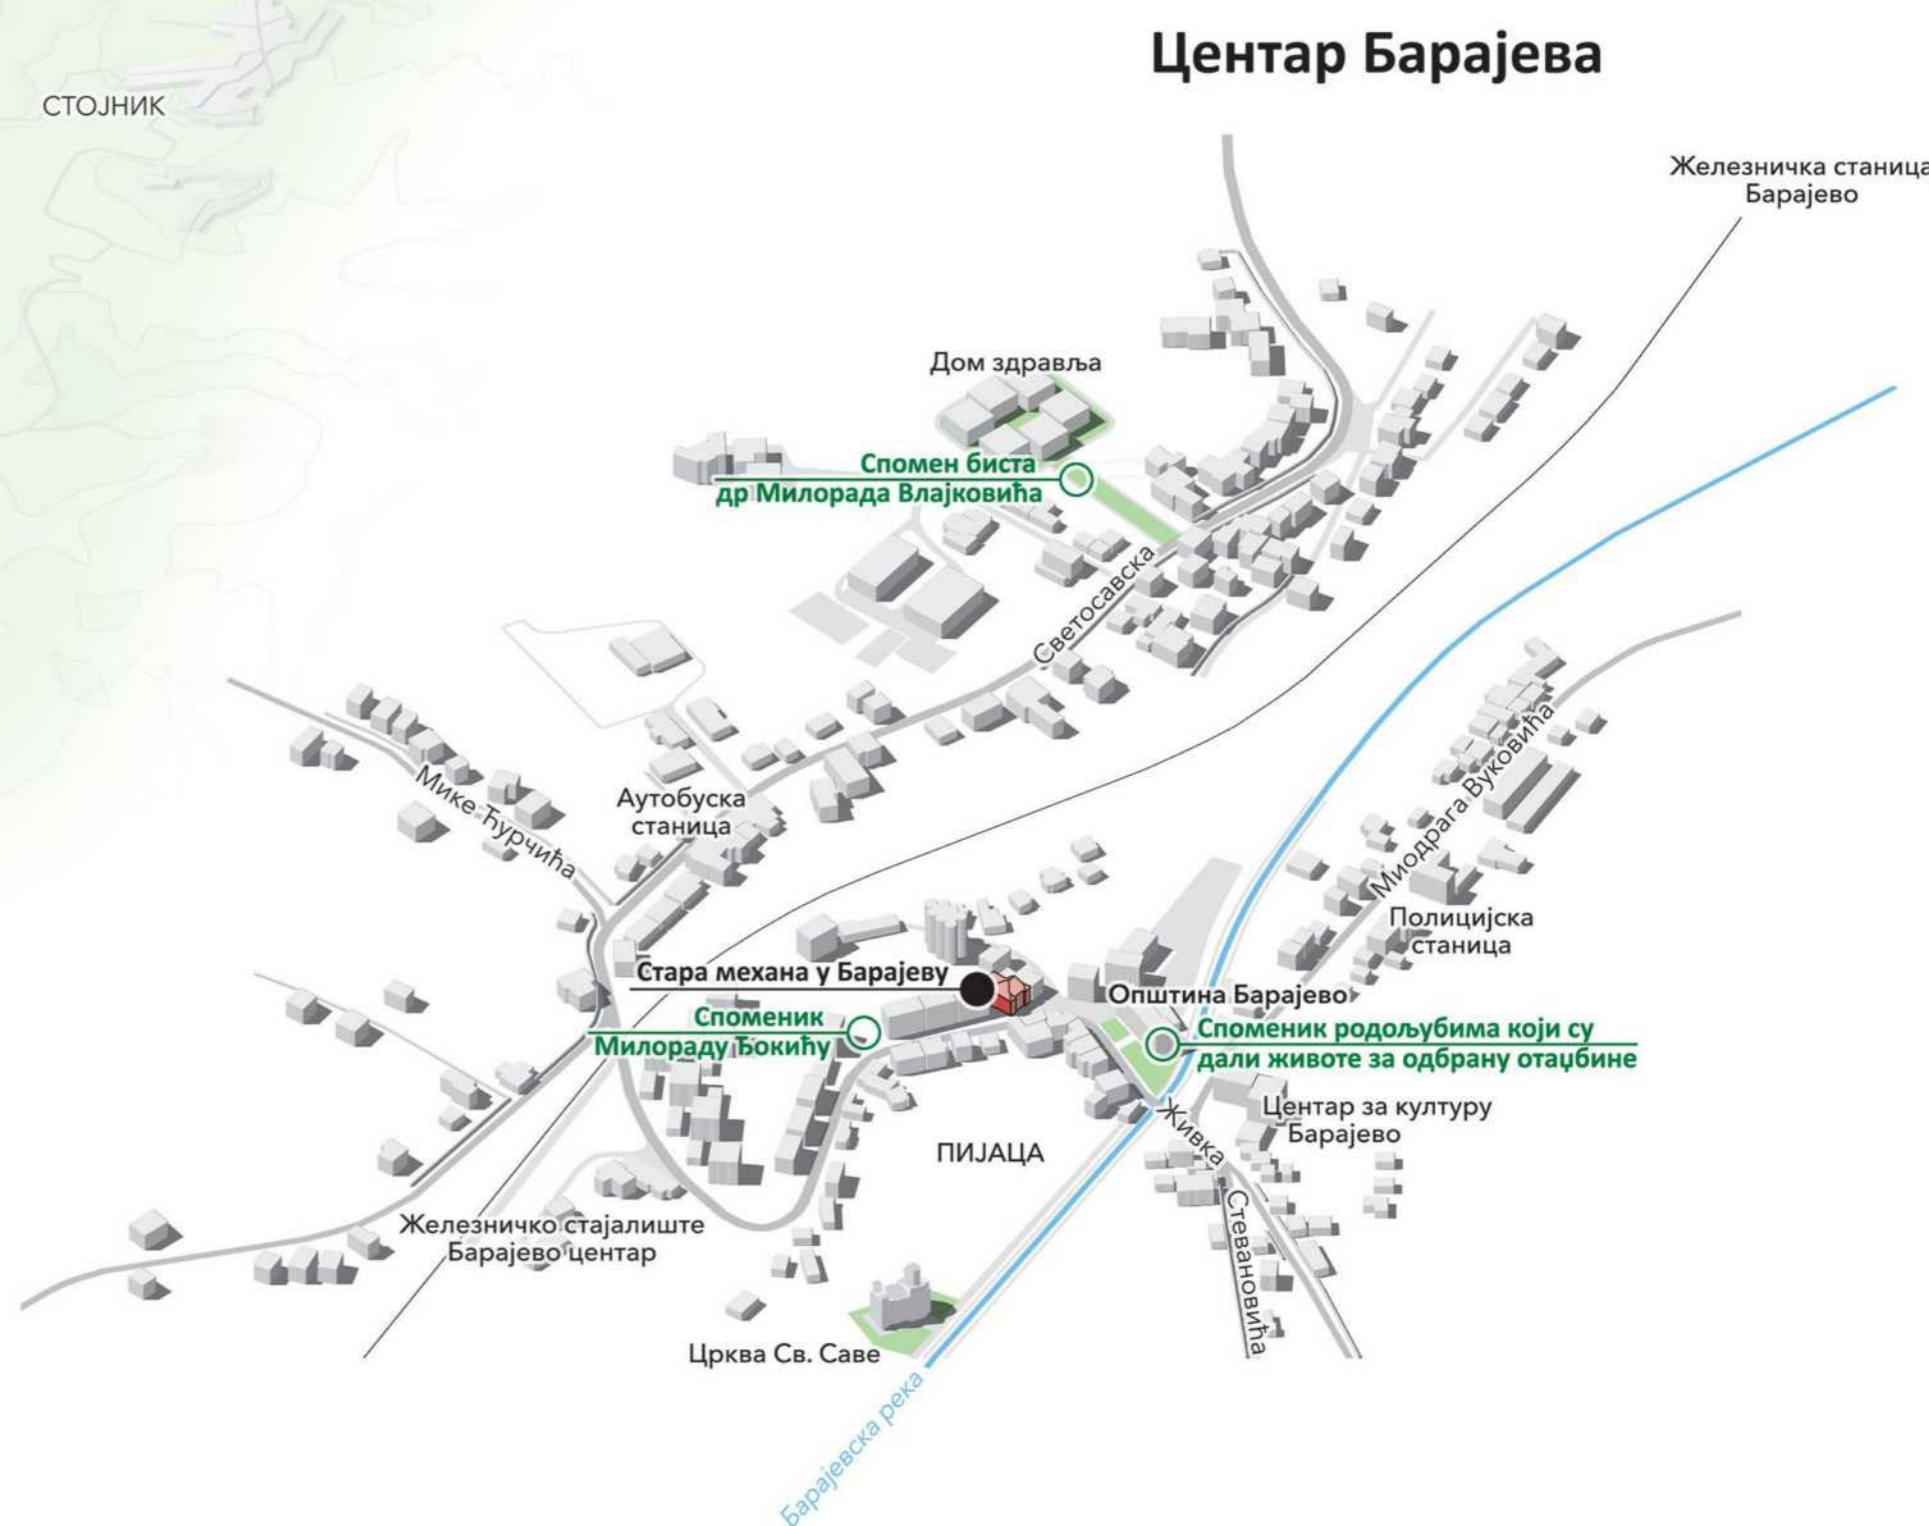 Центар Барајева
СТОЈНИК
Железничка станица
Барајево
Дом здравља
Спомен биста
др Милорада Влајковића
Светосавска
Мике Ђурчића
Аутобуска
станица
Миодрага Вуковића
Полицијска
станица
Стара механа у Барајеву
Општина Барајево
Споменик
Милораду Ђокићу
Споменик родољубима који су
дали животе за одбрану отаџбине
Центар за културу
Барајево
Живка
Стевановића
ПИЈАЦА
Железничко стајалиште
Барајево центар
Црква Св. Саве
Барајевска река